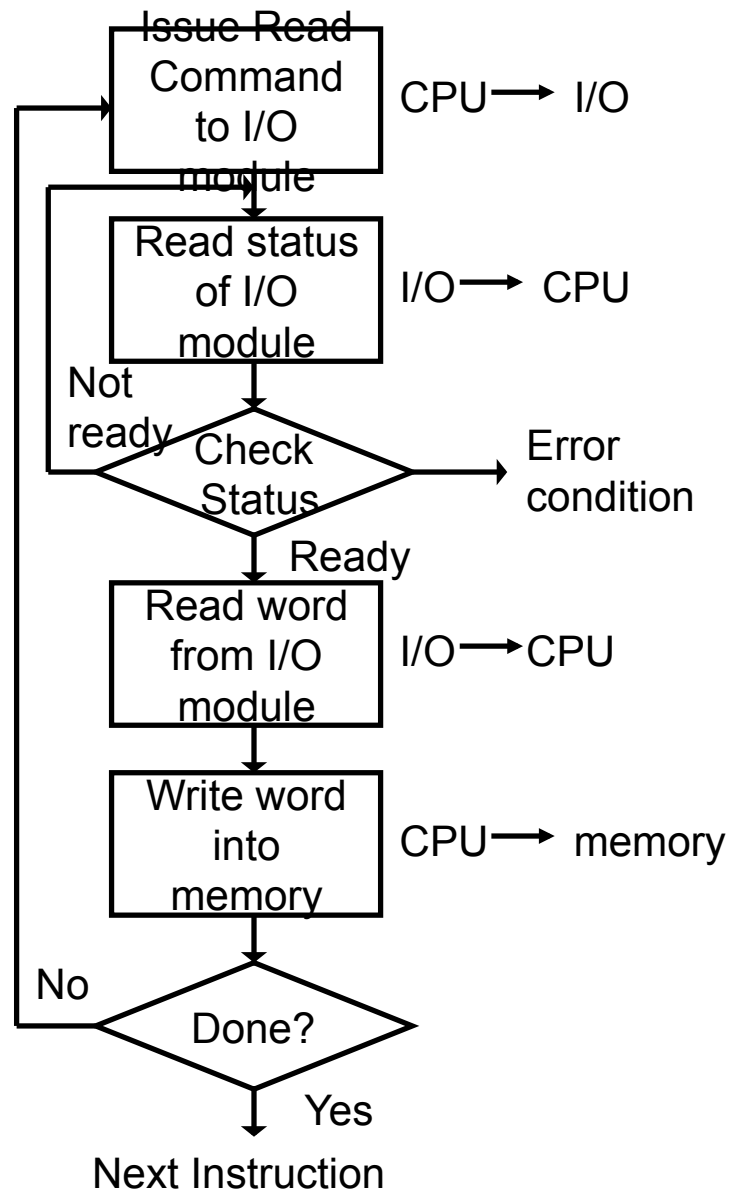 Issue Read
Command
to I/O
module
CPU → I/O
Read status
of I/O
module
I/O → CPU
Not
ready
Check
Status
Error
condition
Ready
Read word
from I/O
module
I/O → CPU
Write word
into
memory
CPU → memory
No
Done?
Yes
Next Instruction